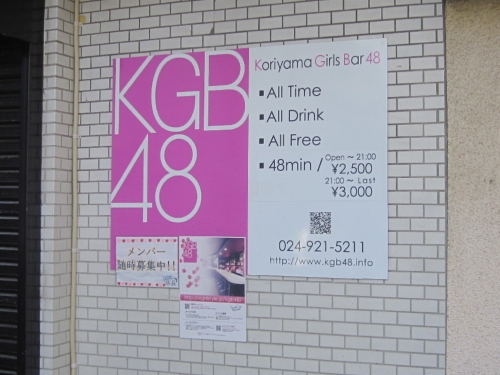 KGB
48
Koriyama Girls Bar 48
All Time
All Drink
All Free
48min / Open~21:00
¥2,500
21:00~Last
¥3,000
024-921-5211
http://www.kgb48.info
メンバー
随時募集中!!